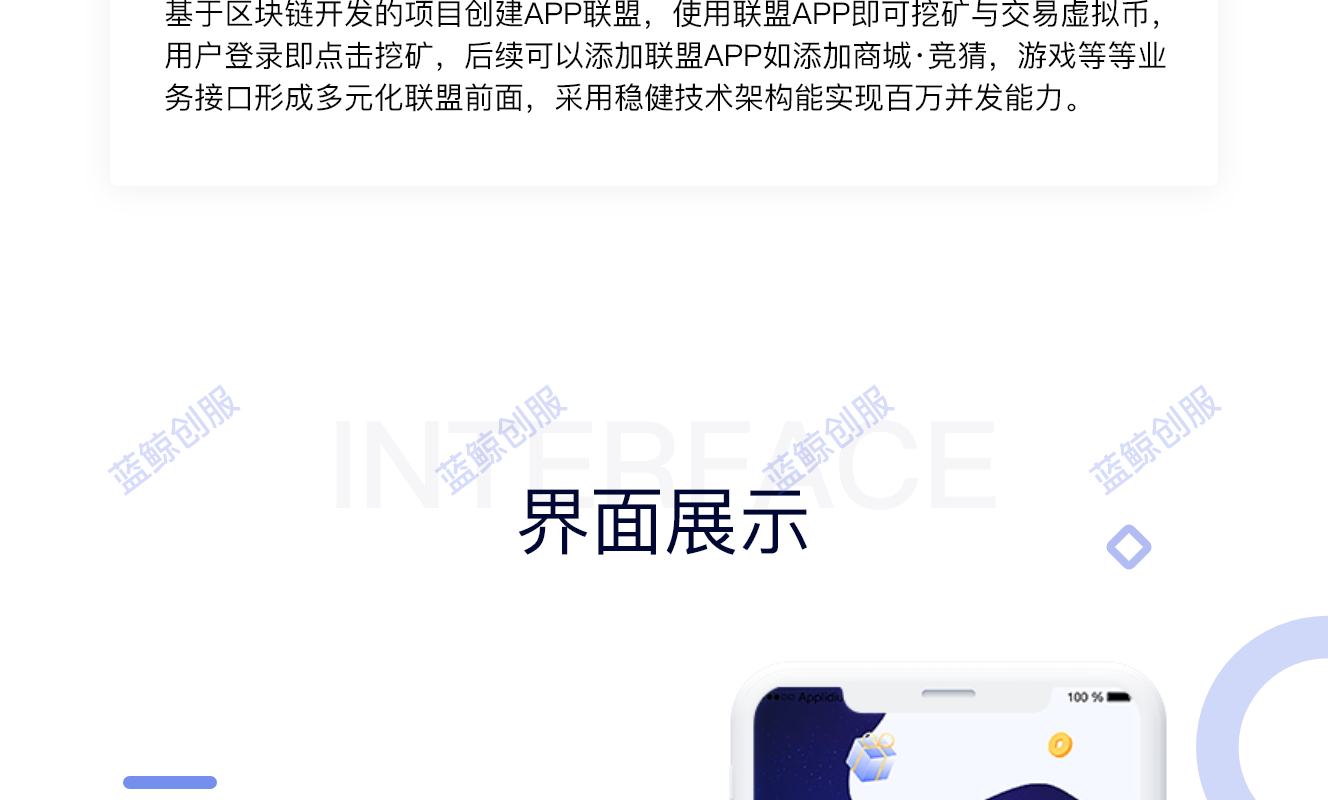 基于区块链开发的项目创建APP联盟，使用联盟APP即可挖矿与交易虚拟币，
用户登录即点击挖矿，后续可以添加联盟APP如添加商城·竞猜，游戏等等业
务接口形成多元化联盟前面，采用稳健技术架构能实现百万并发能力。
蓝鲸创服 蓝鲸创服 蓝鲸创服 蓝鲸创服
INTERFACE
界面展示
100 %